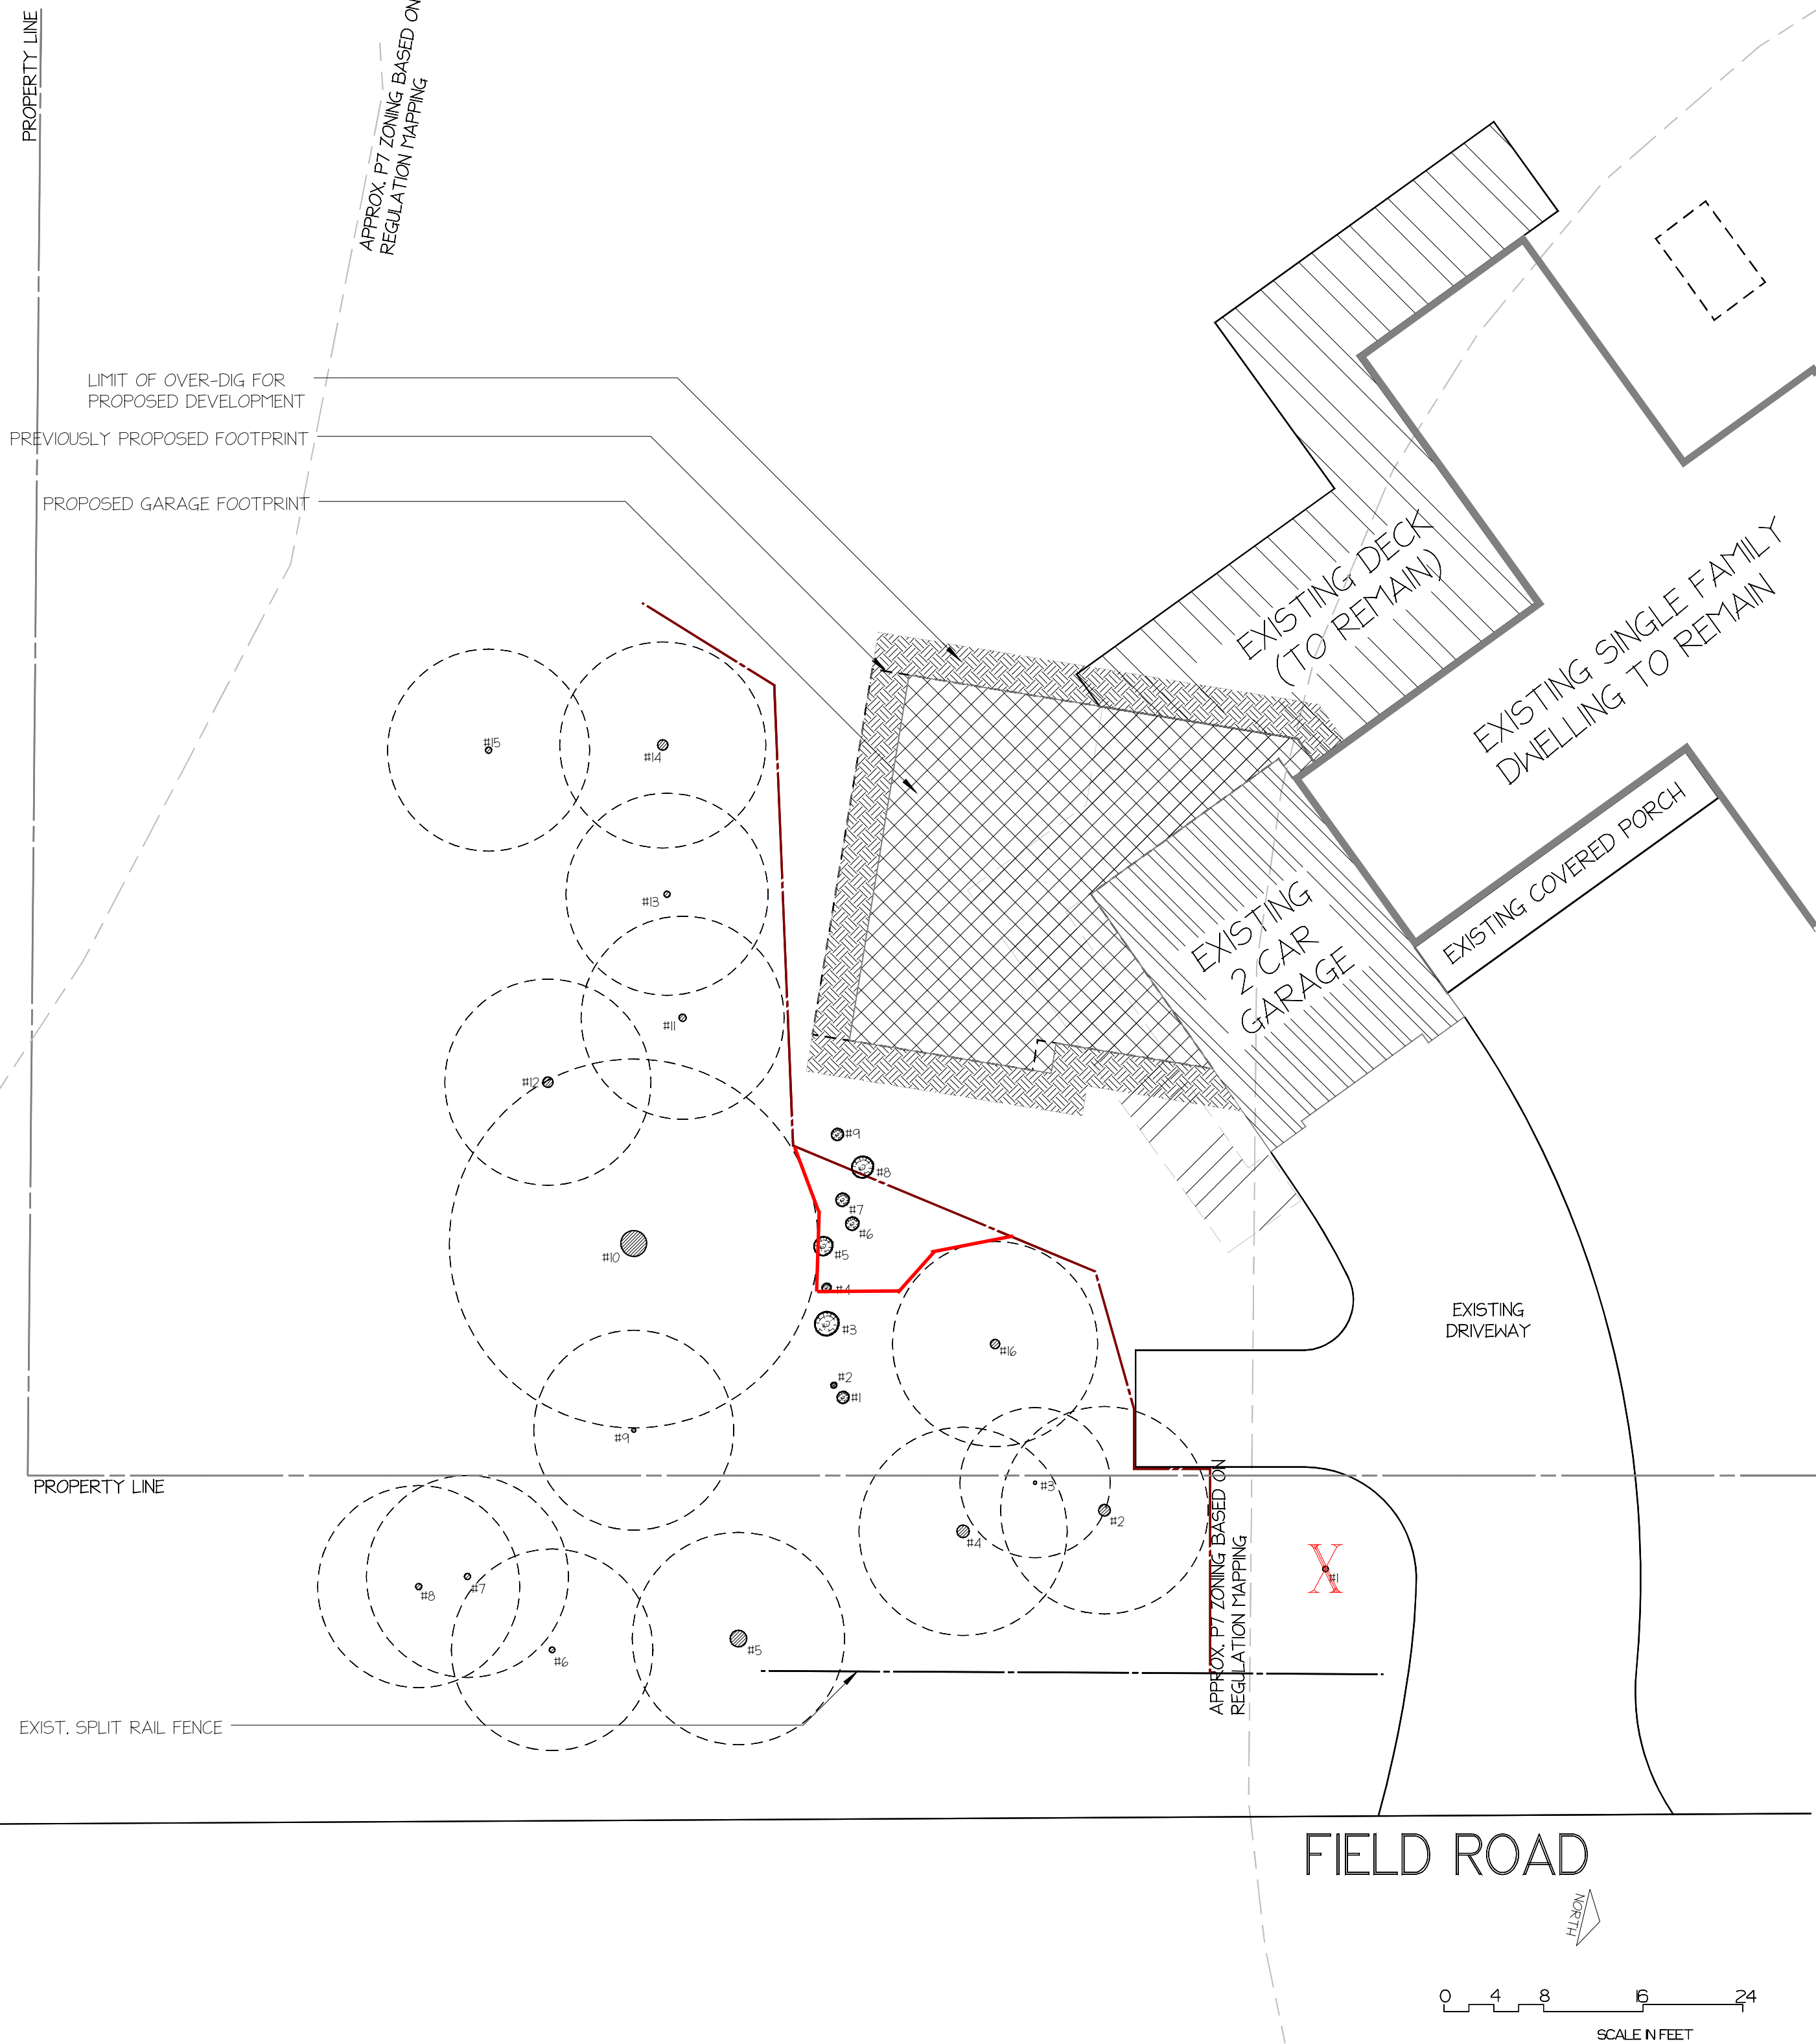 PROPERTY LINE
APPROX. P7 ZONING BASED ON
REGULATION MAPPING
LIMIT OF OVER-DIG FOR
PROPOSED DEVELOPMENT
PREVIOUSLY PROPOSED FOOTPRINT
PROPOSED GARAGE FOOTPRINT
EXISTING DECK
(TO REMAIN)
EXISTING SINGLE FAMILY
DWELLING TO REMAIN
EXISTING COVERED PORCH
EXISTING
2 CAR
GARAGE
#15
#14
#13
#11
#12
#10
#9
#8
#7
#6
#5
#4
#3
#2
#1
#16
#9
EXISTING
DRIVEWAY
PROPERTY LINE
#3
#2
#4
X
#1
#8
#7
#6
#5
APPROX. P7 ZONING BASED ON
REGULATION MAPPING
EXIST. SPLIT RAIL FENCE
FIELD ROAD
NORTH
0 4 8 16 24
SCALE IN FEET